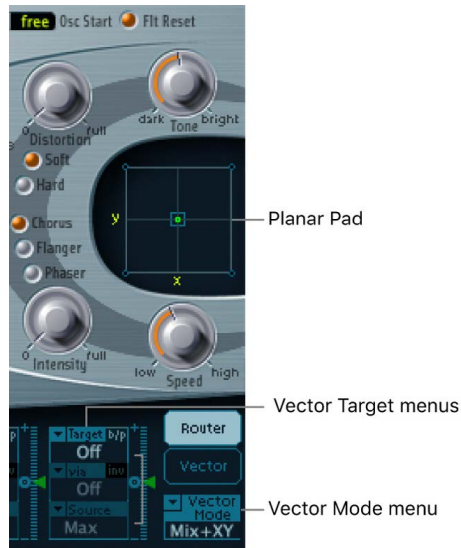 free Osc Start Flt Reset
0 full
Distortion
dark bright
Tone
Soft
Hard
y
Planar Pad
Chorus
Flanger
Phaser
x
0 full
Intensity
low high
Speed
Vector Target menus
Target b/p
Off
via inv
Off
Source
Max
Router
Vector
Vector
Mode
Mix+XY
Vector Mode menu